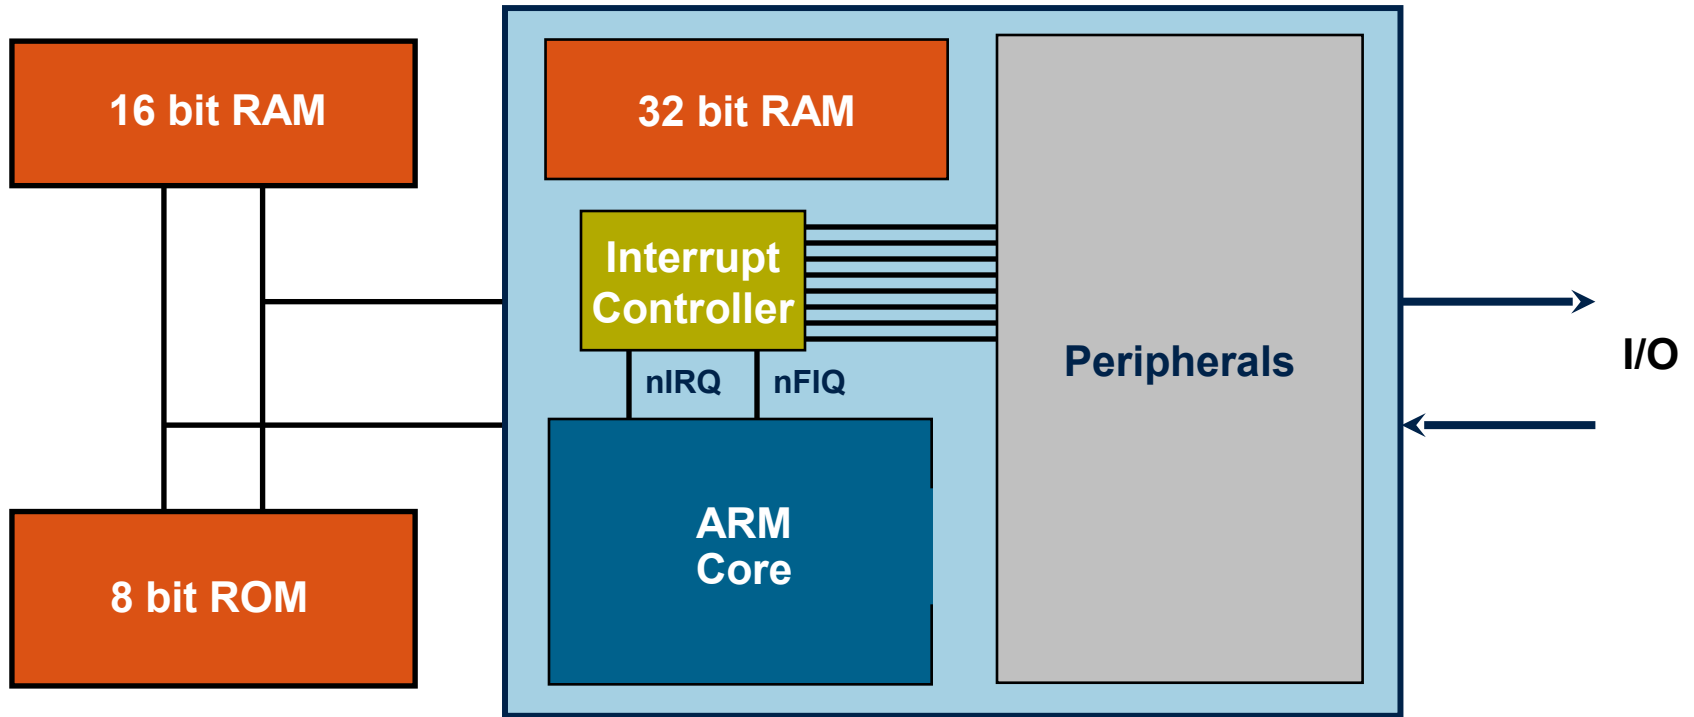 16 bit RAM
32 bit RAM
Interrupt
Controller
Peripherals
I/O
nIRQ
nFIQ
ARM
Core
8 bit ROM